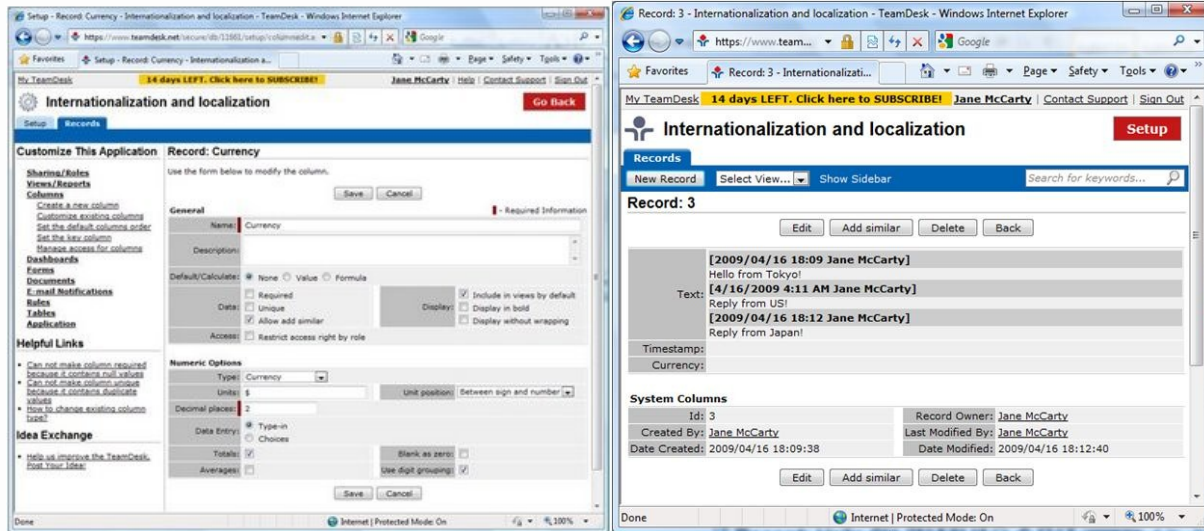 Setup - Record: Currency - Internationalization and localization - TeamDesk - Windows Internet Explorer
https://www.teamdesk.net/secure/db/11661/setup/columnedit.a
Google
Favorites
Setup - Record: Currency - Internationalization a...
Page
Safety
Tools
My TeamDesk
14 days LEFT. Click here to SUBSCRIBE!
Jane McCarty | Help | Contact Support | Sign Out
Internationalization and localization
Go Back
Setup
Records
Customize This Application
Sharing/Roles
Views/Reports
Columns
Create a new column
Customize existing columns
Set the default columns order
Set the key column
Manage access for columns
Dashboards
Forms
Documents
E-mail Notifications
Rules
Tables
Application
Helpful Links
Can not make column required
because it contains null values
Can not make column unique
because it contains duplicate
values
How to change existing column
type?
Idea Exchange
Help us improve the TeamDesk.
Post Your Idea!
Record: Currency
Use the form below to modify the column.
Save
Cancel
General
- Required Information
Name: Currency
Description:
Default/Calculate: None Value Formula
Data: Required
Unique
Allow add similar
Display: Include in views by default
Display in bold
Display without wrapping
Access: Restrict access right by role
Numeric Options
Type: Currency
Units: $
Unit position: Between sign and number
Decimal places: 2
Data Entry: Type-in
Choices
Totals:
Blank as zero:
Averages:
Use digit grouping:
Save
Cancel
Done
Internet | Protected Mode: On
100%
Record: 3 - Internationalization and localization - TeamDesk - Windows Internet Explorer
https://www.team...
Google
Favorites
Record: 3 - Internationalizati...
Page
Safety
Tools
My TeamDesk
14 days LEFT. Click here to SUBSCRIBE!
Jane McCarty | Contact Support | Sign Out
Internationalization and localization
Setup
Records
New Record
Select View...
Show Sidebar
Search for keywords...
Record: 3
Edit
Add similar
Delete
Back
Text:
[2009/04/16 18:09 Jane McCarty]
Hello from Tokyo!
[4/16/2009 4:11 AM Jane McCarty]
Reply from US!
[2009/04/16 18:12 Jane McCarty]
Reply from Japan!
Timestamp:
Currency:
System Columns
Id: 3
Record Owner: Jane McCarty
Created By: Jane McCarty
Last Modified By: Jane McCarty
Date Created: 2009/04/16 18:09:38
Date Modified: 2009/04/16 18:12:40
Edit
Add similar
Delete
Back
Done
Internet | Protected Mode: On
100%